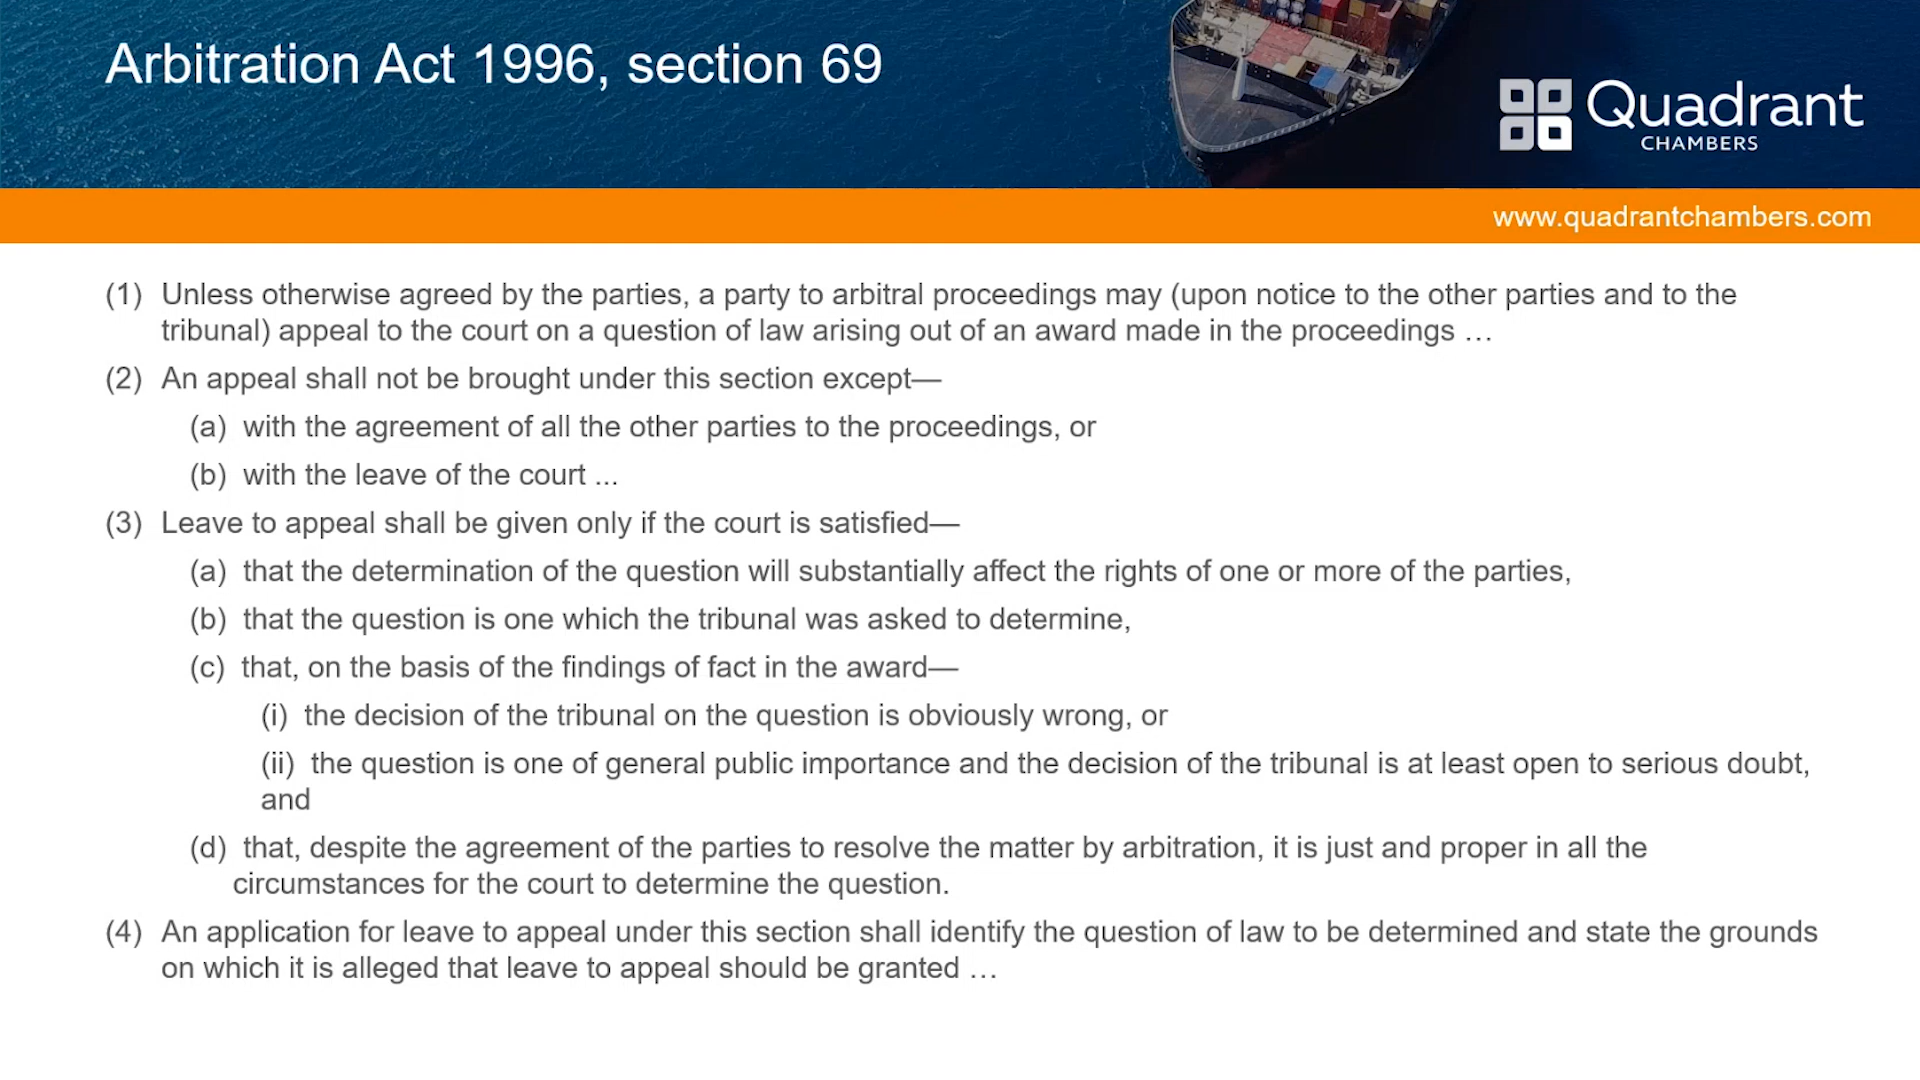 Arbitration Act 1996, section 69
Quadrant
CHAMBERS
www.quadrantchambers.com
(1) Unless otherwise agreed by the parties, a party to arbitral proceedings may (upon notice to the other parties and to the
tribunal) appeal to the court on a question of law arising out of an award made in the proceedings …
(2) An appeal shall not be brought under this section except—
(a) with the agreement of all the other parties to the proceedings, or
(b) with the leave of the court ...
(3) Leave to appeal shall be given only if the court is satisfied—
(a) that the determination of the question will substantially affect the rights of one or more of the parties,
(b) that the question is one which the tribunal was asked to determine,
(c) that, on the basis of the findings of fact in the award—
(i) the decision of the tribunal on the question is obviously wrong, or
(ii) the question is one of general public importance and the decision of the tribunal is at least open to serious doubt,
and
(d) that, despite the agreement of the parties to resolve the matter by arbitration, it is just and proper in all the
circumstances for the court to determine the question.
(4) An application for leave to appeal under this section shall identify the question of law to be determined and state the grounds
on which it is alleged that leave to appeal should be granted …